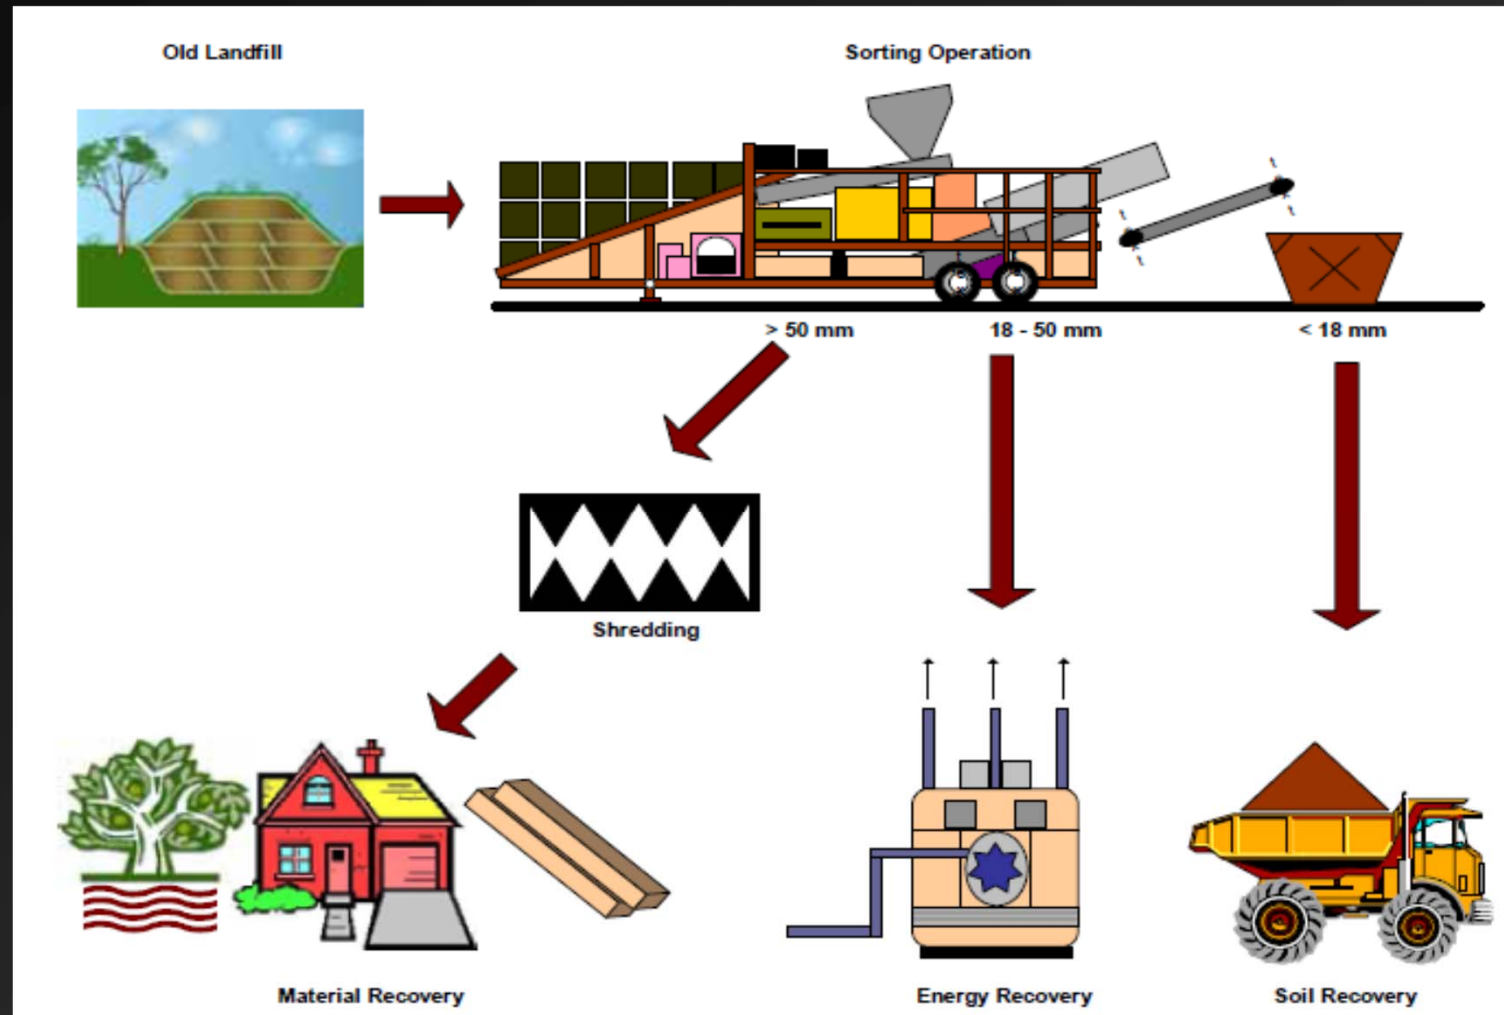 Old Landfill
Sorting Operation
> 50 mm
18 - 50 mm
< 18 mm
Shredding
Material Recovery
Energy Recovery
Soil Recovery